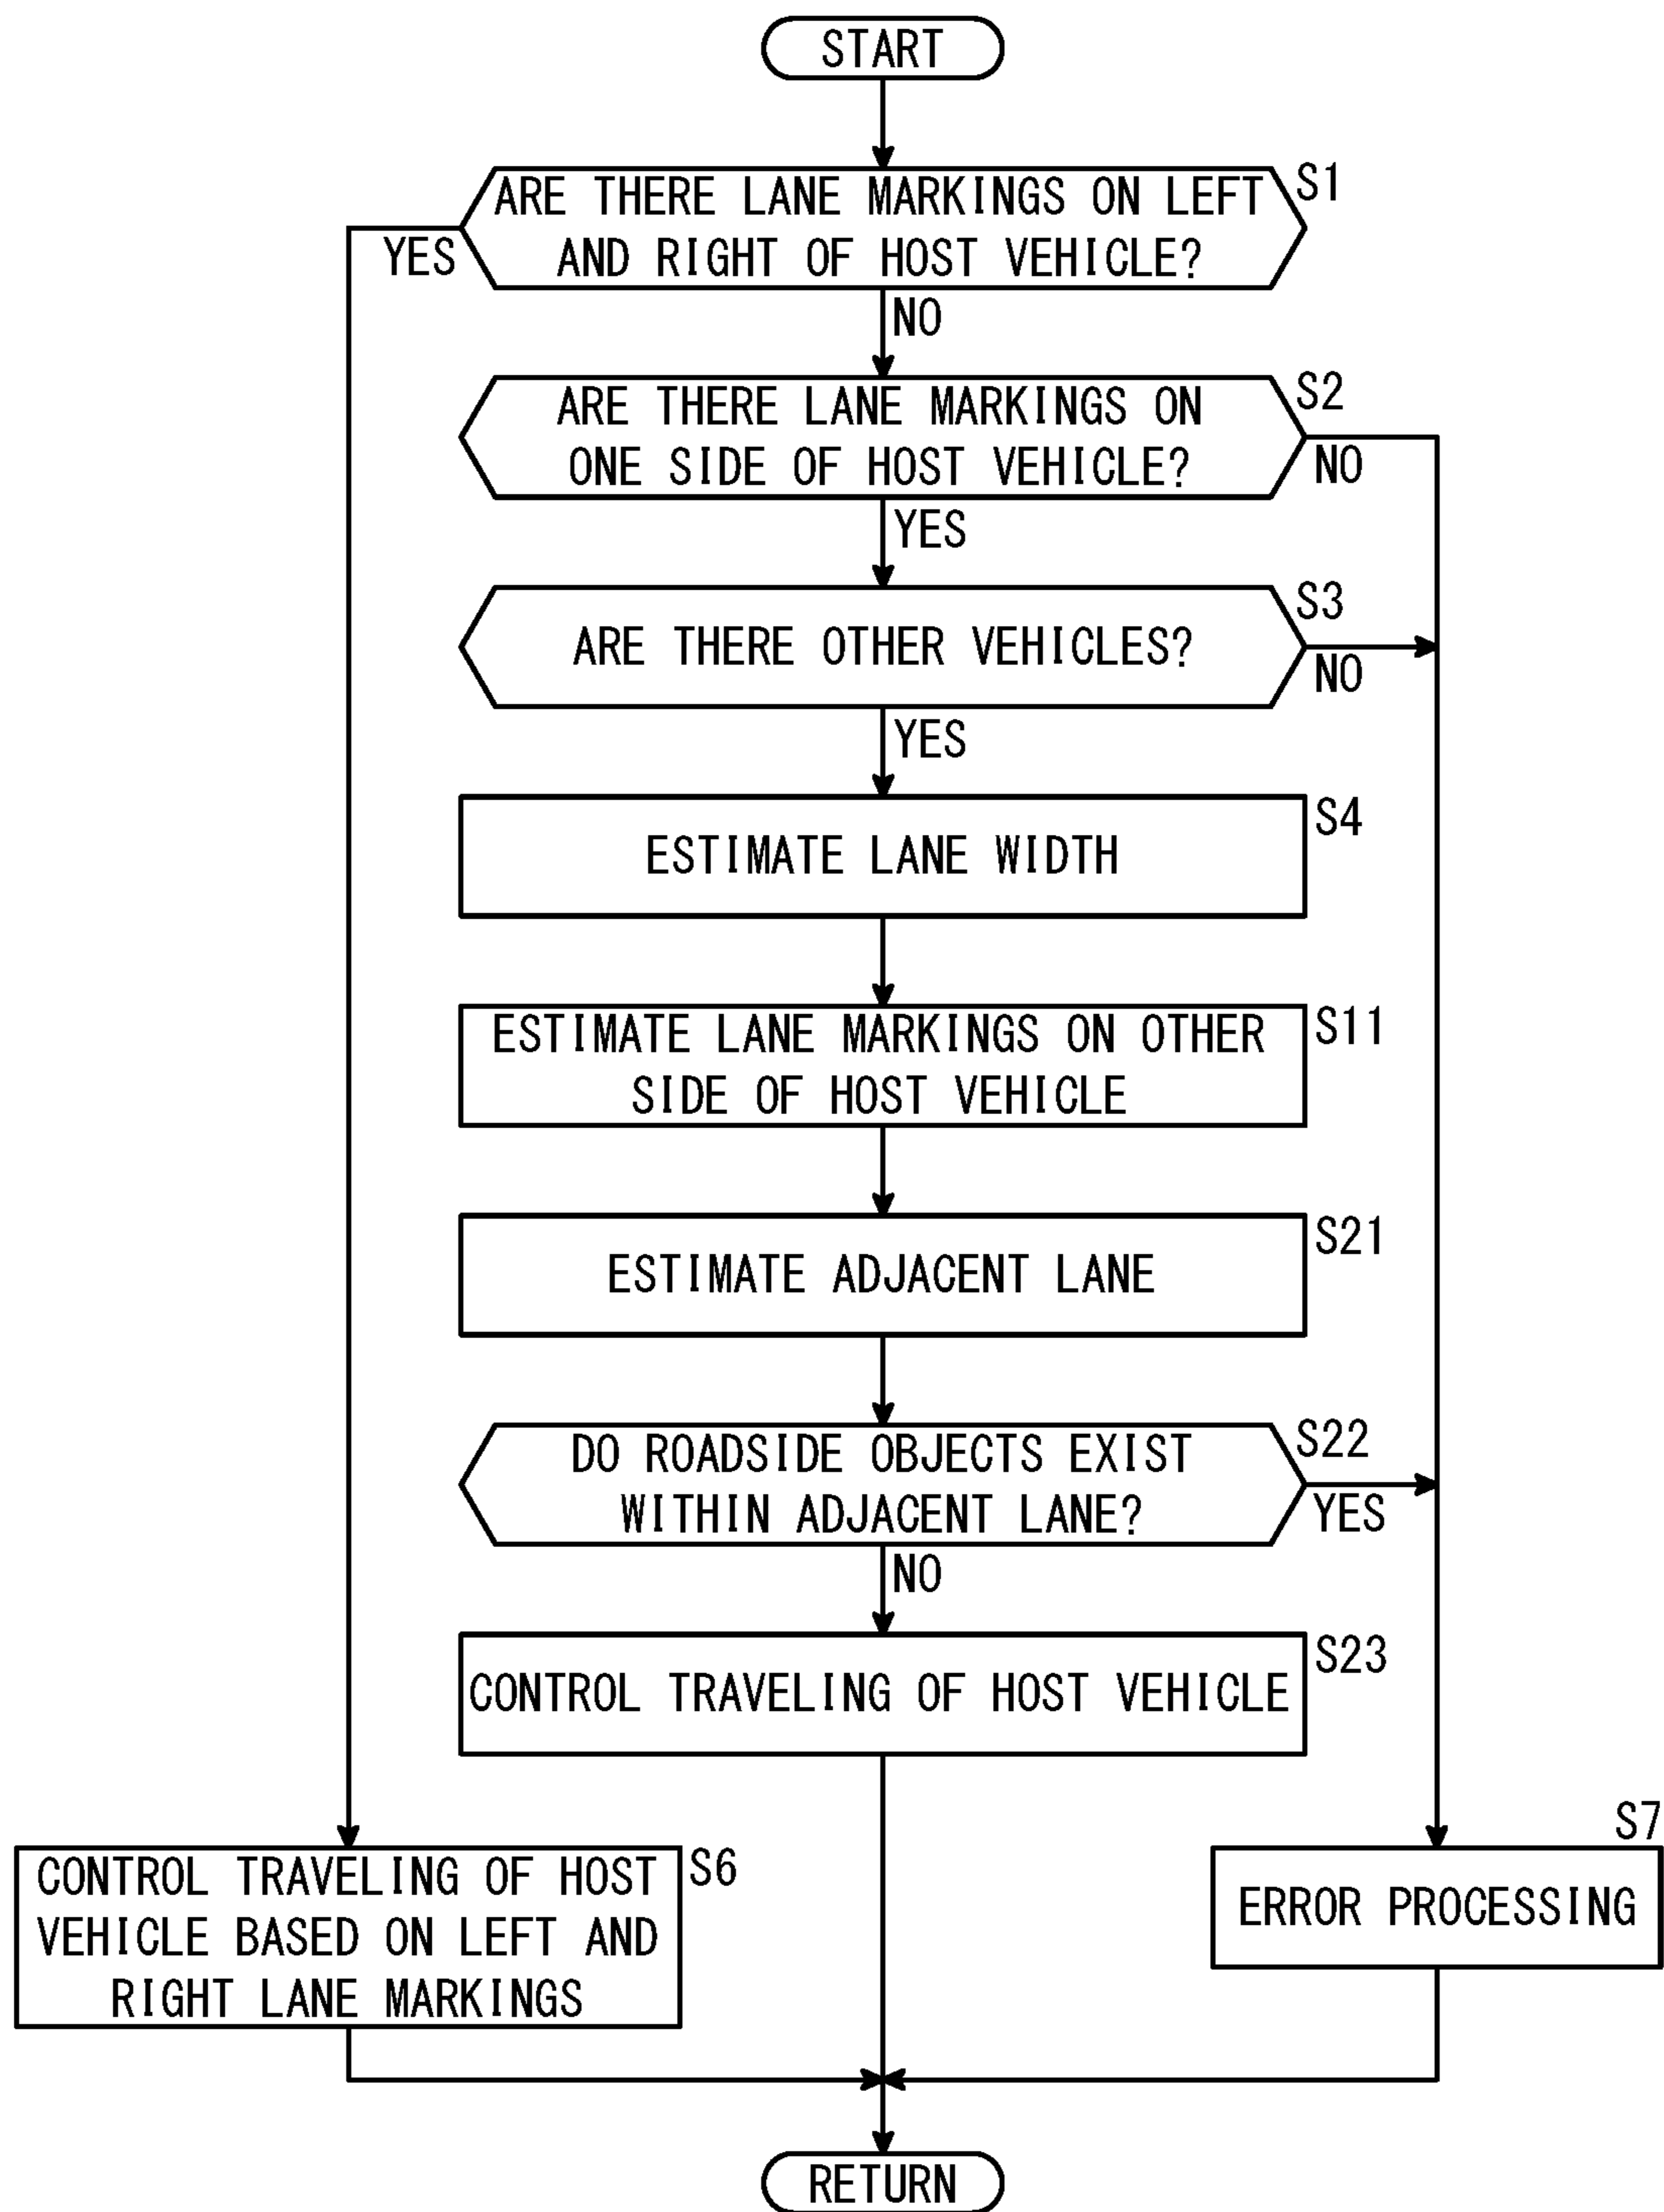 START
ARE THERE LANE MARKINGS ON LEFT
AND RIGHT OF HOST VEHICLE?
S1
YES
NO
ARE THERE LANE MARKINGS ON
ONE SIDE OF HOST VEHICLE?
S2
NO
YES
ARE THERE OTHER VEHICLES?
S3
NO
YES
ESTIMATE LANE WIDTH
S4
ESTIMATE LANE MARKINGS ON OTHER
SIDE OF HOST VEHICLE
S11
ESTIMATE ADJACENT LANE
S21
DO ROADSIDE OBJECTS EXIST
WITHIN ADJACENT LANE?
S22
YES
NO
CONTROL TRAVELING OF HOST VEHICLE
S23
CONTROL TRAVELING OF HOST
VEHICLE BASED ON LEFT AND
RIGHT LANE MARKINGS
S6
S7
ERROR PROCESSING
RETURN